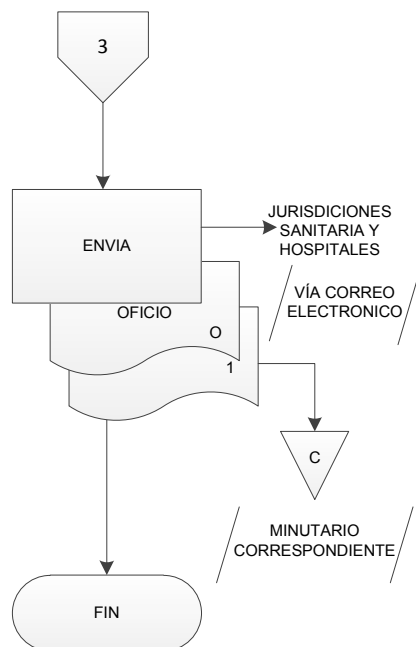 3
ENVIA
JURISDICIONES
SANITARIA Y
HOSPITALES
OFICIO
O
VÍA CORREO
ELECTRONICO
1
C
MINUTARIO
CORRESPONDIENTE
FIN